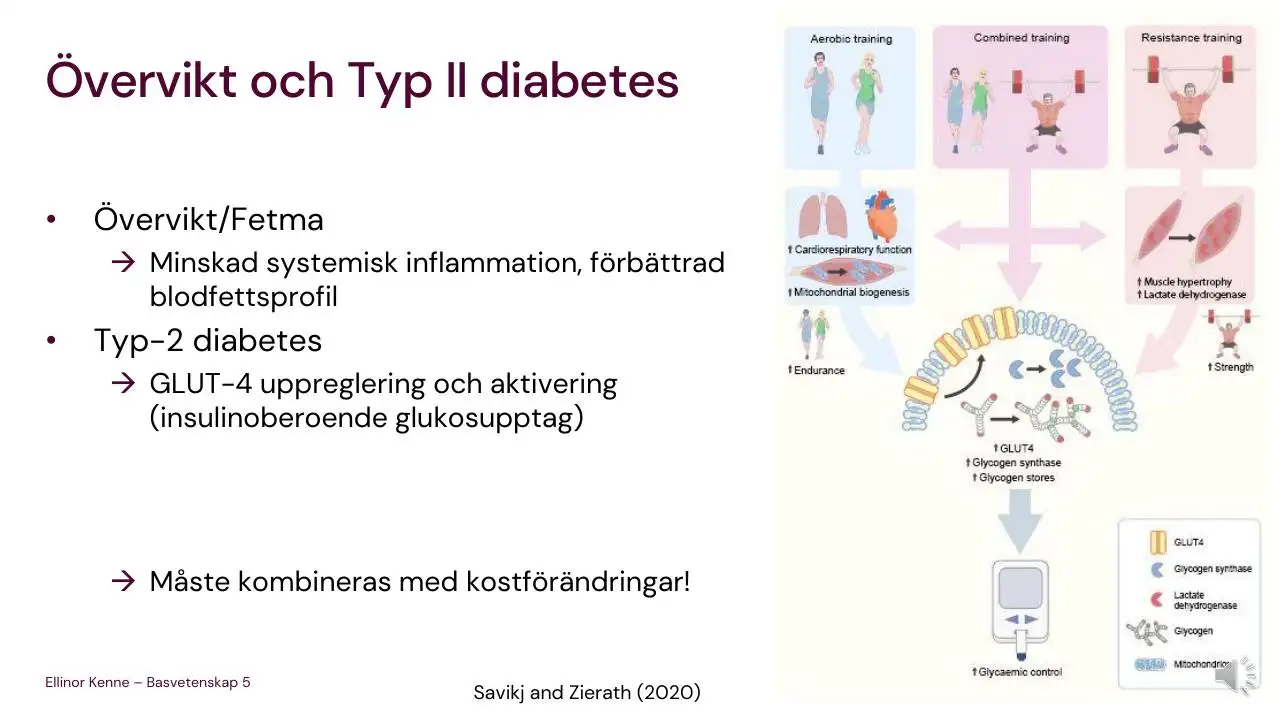 Övervikt och Typ II diabetes
• Övervikt/Fetma
→ Minskad systemisk inflammation, förbättrad
blodfettsprofil
• Typ-2 diabetes
→ GLUT-4 uppreglering och aktivering
(insulinoberoende glukosupptag)
→ Måste kombineras med kostförändringar!
Ellinor Kenne – Basvetenskap 5
Savikj and Zierath (2020)
Aerobic training
Combined training
Resistance training
↑ Cardiorespiratory function
↑ Mitochondrial biogenesis
↑ Muscle hypertrophy
↑ Lactate dehydrogenase
↑ Endurance
↑ Strength
↑ GLUT4
↑ Glycogen synthase
↑ Glycogen stores
↑ Glycaemic control
GLUT4
Glycogen synthase
Lactate
dehydrogenase
Glycogen